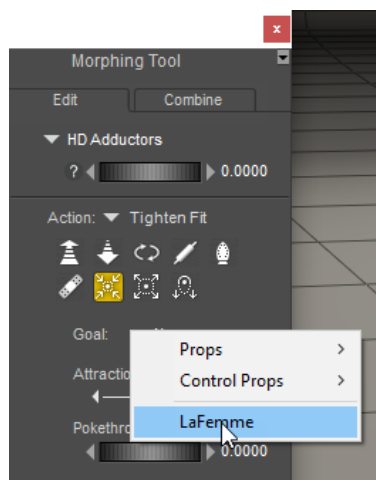 x
Morphing Tool
Edit Combine
HD Adductors
? 0.0000
Action: Tighten Fit
Goal:
Props >
Attractio
Control Props >
LaFemme
Pokethro
0.0000